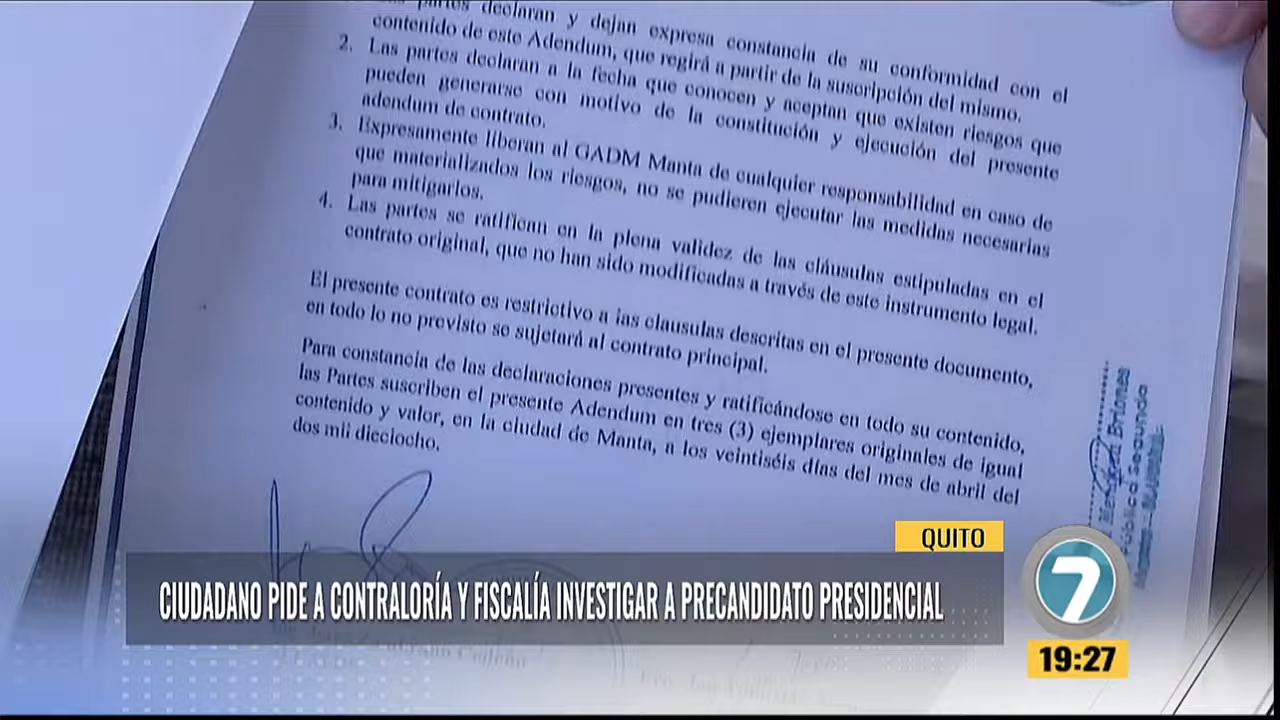 partes declaran y dejan expresa constancia de su conformidad con el
contenido de este Adendum, que regirá a partir de la suscripción del mismo.
2. Las partes declaran a la fecha que conocen y aceptan que existen riesgos que
pueden generarse con motivo de la constitución y ejecución del presente
adendum de contrato.
3. Expresamente liberan al GADM Manta de cualquier responsabilidad en caso de
que materializados los riesgos, no se pudieren ejecutar las medidas necesarias
para mitigarlos.
4. Las partes se ratifican en la plena validez de las cláusulas estipuladas en el
contrato original, que no han sido modificadas a través de este instrumento legal.
El presente contrato es restrictivo a las clausulas descritas en el presente documento,
en todo lo no previsto se sujetará al contrato principal.
Para constancia de las declaraciones presentes y ratificándose en todo su contenido,
las Partes suscriben el presente Adendum en tres (3) ejemplares originales de igual
contenido y valor, en la ciudad de Manta, a los veintiséis días del mes de abril del
dos mil dieciocho.
Briones
Pública Segunda
QUITO
CIUDADANO PIDE A CONTRALORÍA Y FISCALÍA INVESTIGAR A PRECANDIDATO PRESIDENCIAL
7
19:27